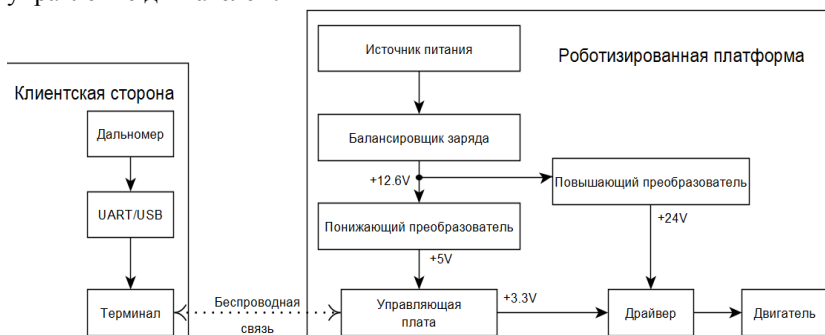 Источник питания
Роботизированная платформа
Клиентская сторона
Дальномер
Балансировщик заряда
+12.6V
Повышающий преобразователь
UART/USB
Понижающий преобразователь
+24V
+5V
Терминал
Беспроводная
связь
Управляющая
плата
+3.3V
Драйвер
Двигатель